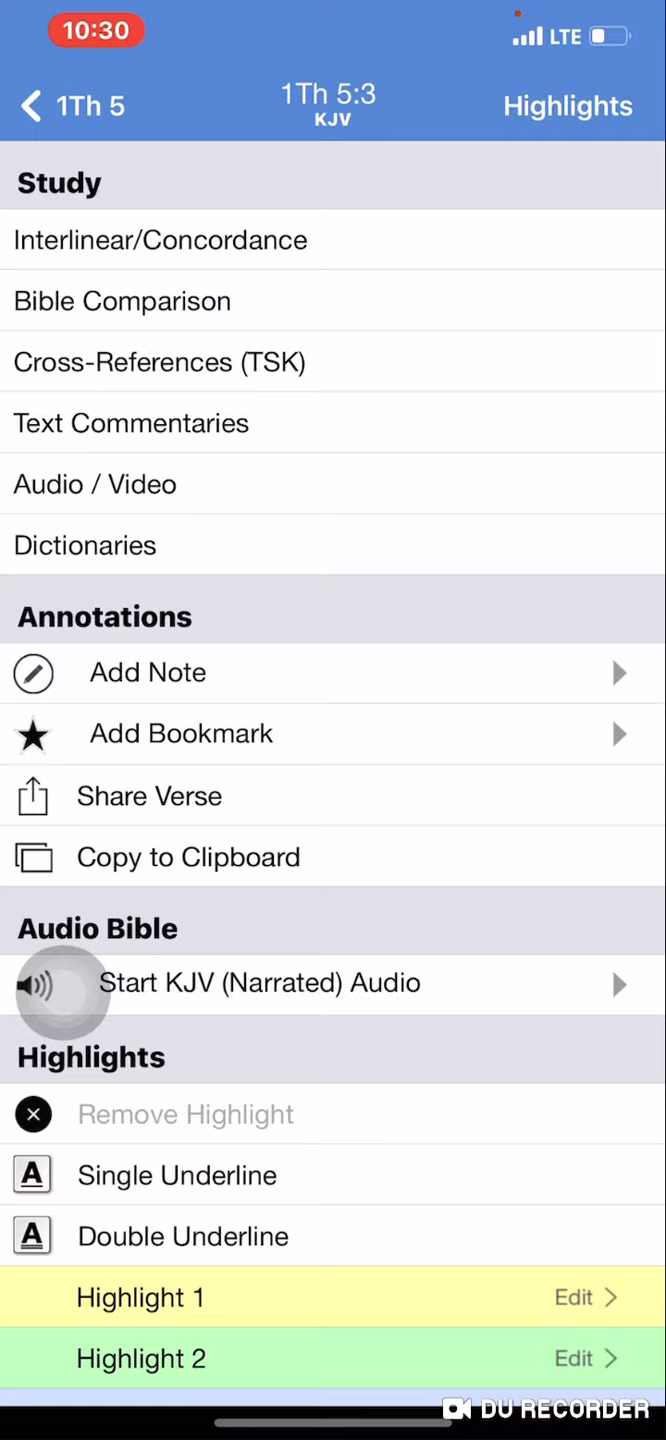 10:30
LTE
1Th 5
1Th 5:3
KJV
Highlights
Study
Interlinear/Concordance
Bible Comparison
Cross-References (TSK)
Text Commentaries
Audio / Video
Dictionaries
Annotations
Add Note
Add Bookmark
Share Verse
Copy to Clipboard
Audio Bible
Start KJV (Narrated) Audio
Highlights
Remove Highlight
A Single Underline
A Double Underline
Highlight 1 Edit
Highlight 2 Edit
DU RECORDER